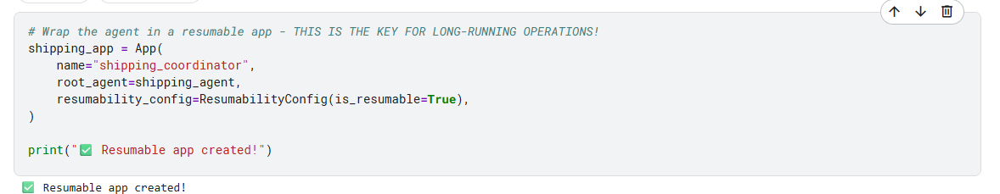 # Wrap the agent in a resumable app - THIS IS THE KEY FOR LONG-RUNNING OPERATIONS!
shipping_app = App(
    name="shipping_coordinator",
    root_agent=shipping_agent,
    resumability_config=ResumabilityConfig(is_resumable=True),
)

print("✅ Resumable app created!")
✅ Resumable app created!